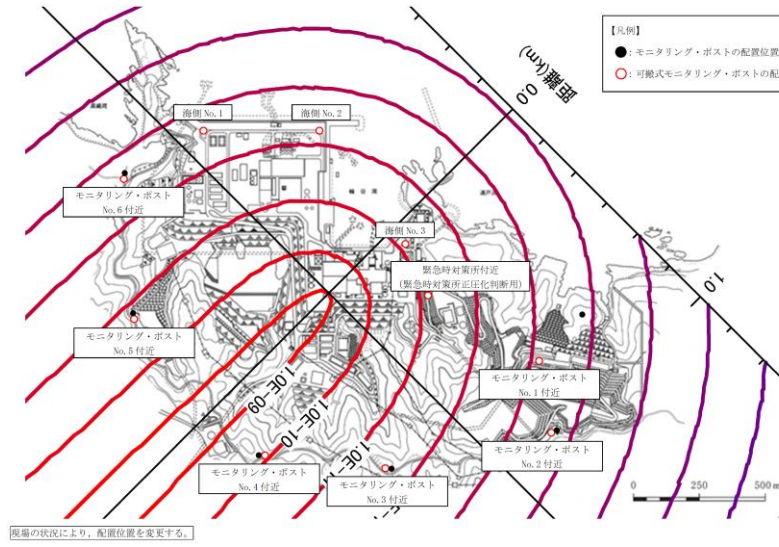 【凡例】
●:モニタリング・ポストの配置位置
○:可搬式モニタリング・ポストの配
距離(km)
0.0
1.0
海側No.1
海側No.2
モニタリング・ポスト
No.6付近
海側No.3
緊急時対策所付近
(緊急時対策所正圧化判断用)
モニタリング・ポスト
No.5付近
モニタリング・ポスト
No.1付近
モニタリング・ポスト
No.2付近
モニタリング・ポスト
No.4付近
モニタリング・ポスト
No.3付近
1.0E-09
1.0E-10
1.0E-1
0 250 500 m
現場の状況により，配置位置を変更する。